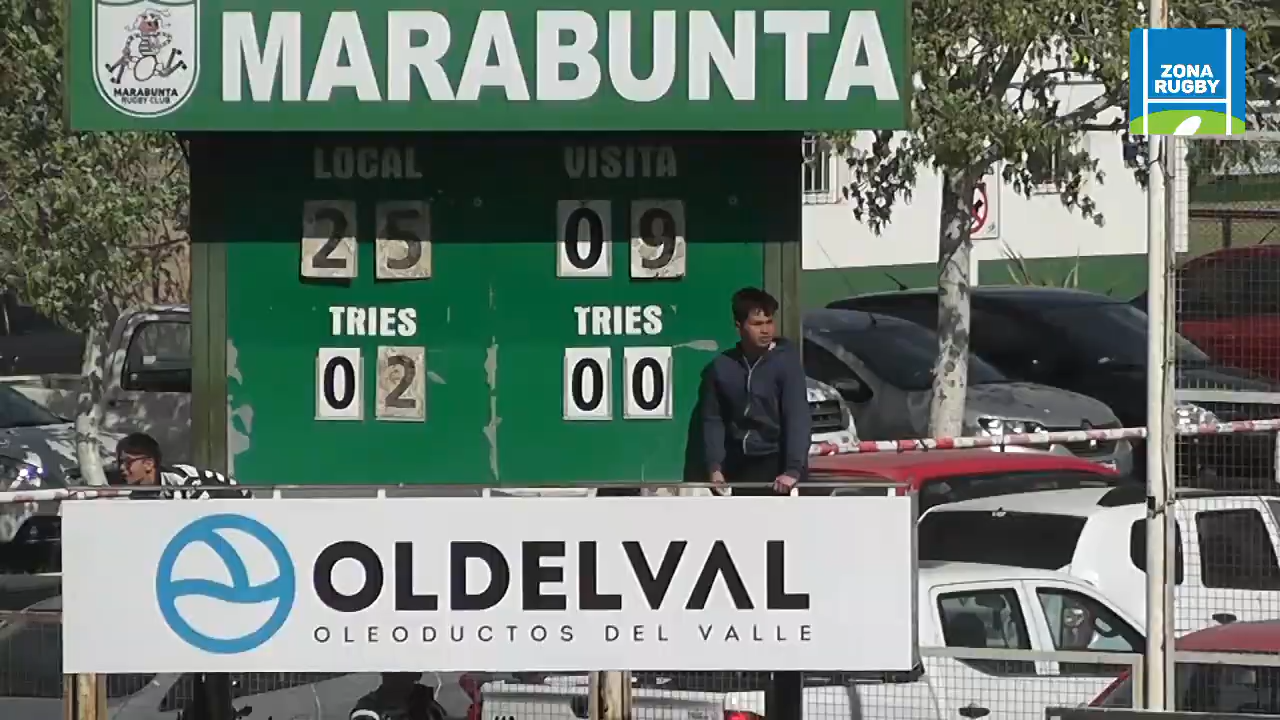 MARABUNTA
MARABUNTA
RUGBY CLUB
ZONA
RUGBY
LOCAL VISITA
25 09
TRIES TRIES
02 00
OLDELVAL
OLEODUCTOS DEL VALLE